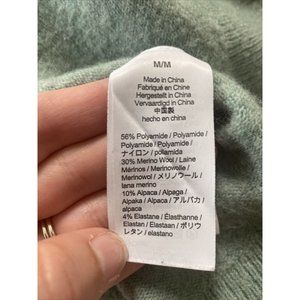 M/M
Made in China
Fabriqué en Chine
Hergestellt in China
Vervaardigd in China
中国製
hecho en chino
56% Polyamide / Polyamide /
Polyamide / Polyamide /
ナイロン / poliamida
30% Merino Wool / Laine
Mérinos / Merinowolle /
Merinowol / メリノウール /
lana merino
10% Alpaca / Alpaga /
Alpaka / Alpaca / アルパカ /
alpaca
4% Elastane / Élasthanne /
Elastan / Elastaan / ポリウ
レタン / elastano